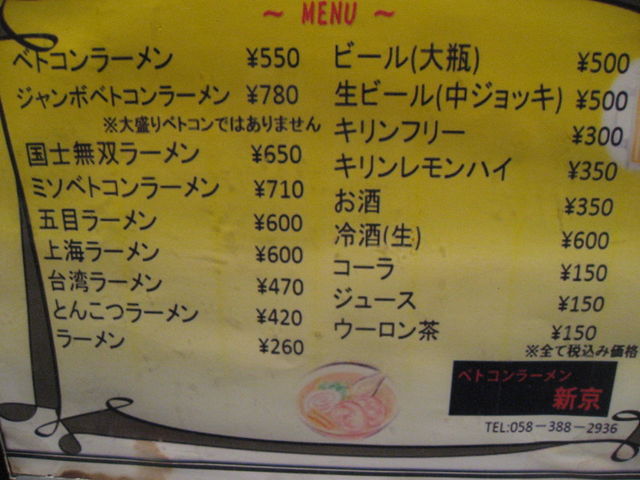 ～ MENU ～
ベトコンラーメン ¥550
ジャンボベトコンラーメン ¥780
※大盛りベトコンではありません
国士無双ラーメン ¥650
ミソベトコンラーメン ¥710
五目ラーメン ¥600
上海ラーメン ¥600
台湾ラーメン ¥470
とんこつラーメン ¥420
ラーメン ¥260
ビール(大瓶) ¥500
生ビール(中ジョッキ) ¥500
キリンフリー ¥300
キリンレモンハイ ¥350
お酒 ¥350
冷酒(生) ¥600
コーラ ¥150
ジュース ¥150
ウーロン茶 ¥150
※全て税込み価格
ベトコンラーメン
新京
TEL:058－388－2936